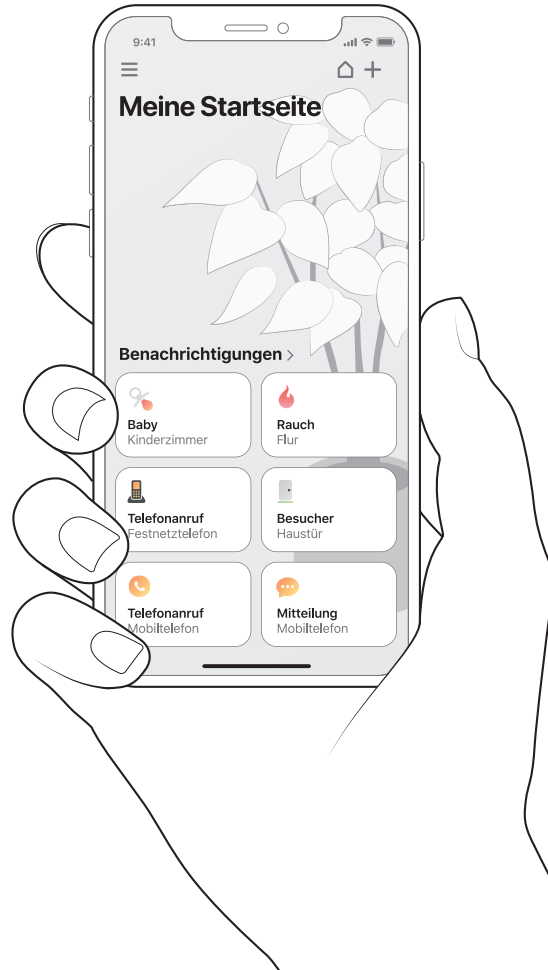 9:41
Meine Startseite
Benachrichtigungen >
Baby
Kinderzimmer
Rauch
Flur
Telefonanruf
Festnetztelefon
Besucher
Haustür
Telefonanruf
Mobiltelefon
Mitteilung
Mobiltelefon